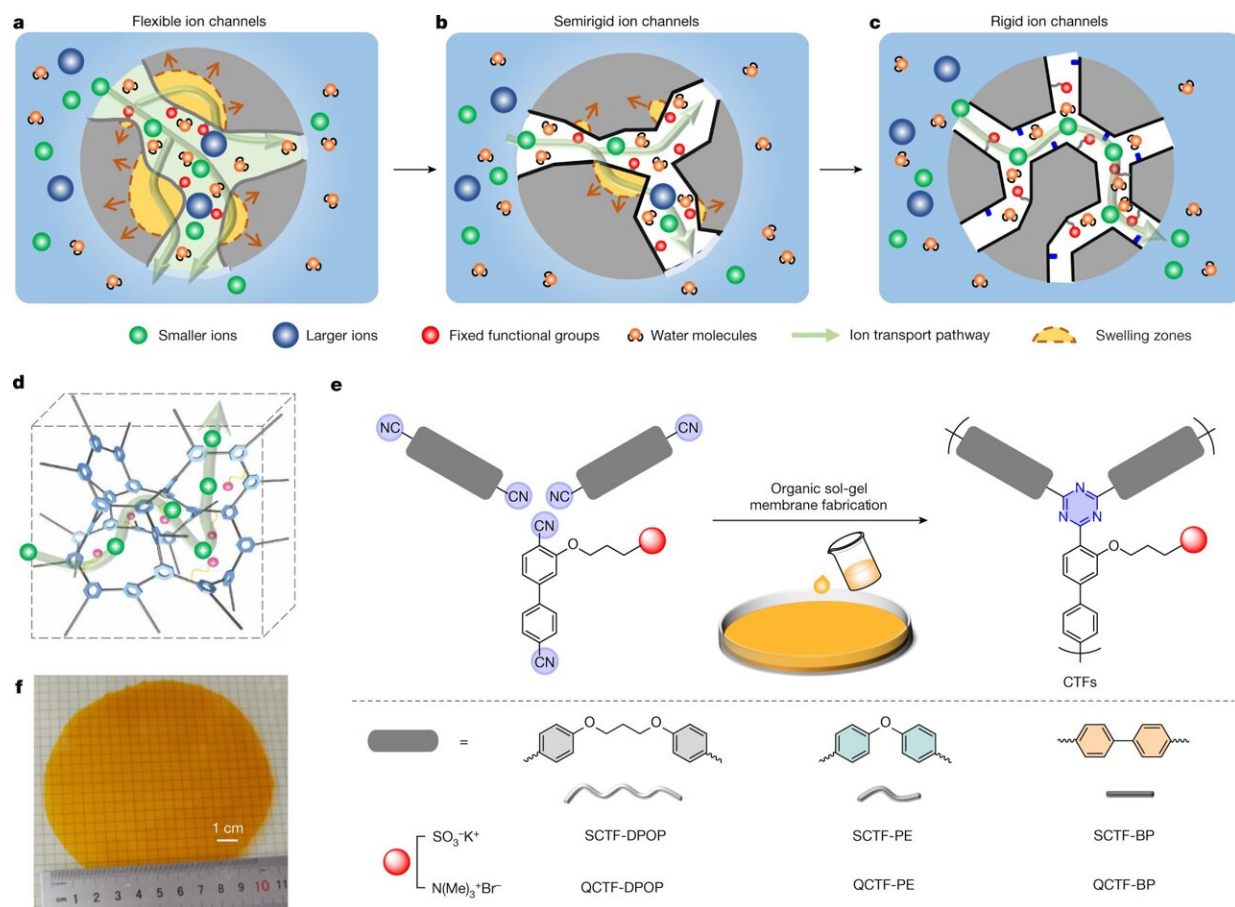 a
Flexible ion channels
b
Semirigid ion channels
c
Rigid ion channels
Smaller ions
Larger ions
Fixed functional groups
Water molecules
Ion transport pathway
Swelling zones
d
e
NC
CN
CN
NC
CN
O
CN
Organic sol-gel
membrane fabrication
N
N
N
O
CTFs
f
1 cm
cm 1 2 3 4 5 6 7 8 9 10 11
=
O
O
O
SO₃⁻K⁺
SCTF-DPOP
SCTF-PE
SCTF-BP
N(Me)₃⁺Br⁻
QCTF-DPOP
QCTF-PE
QCTF-BP